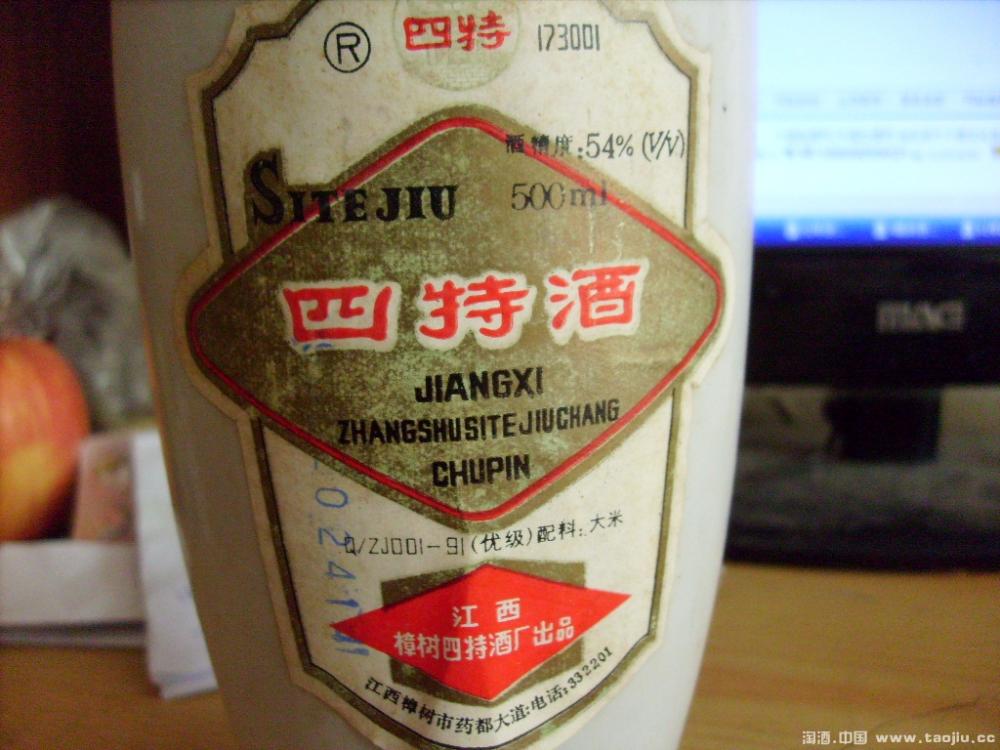 ® 四特 173001
酒精度:54% (V/V)
SITE JIU 500ml
四特酒
JIANGXI
ZHANGSHUSITEJIUCHANG
CHUPIN
Q/ZJ001-91(优级)配料:大米
江西
樟树四特酒厂出品
江西樟树市药都大道:电话:332201
淘酒.中国 www.taojiu.cc